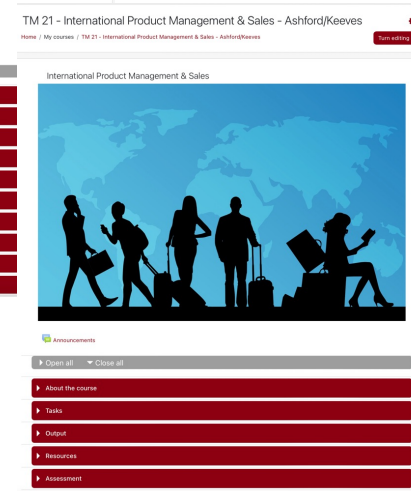 TM 21 - International Product Management & Sales - Ashford/Keeves
Home / My courses / TM 21 - International Product Management & Sales - Ashford/Keeves
Turn editing
International Product Management & Sales
Announcements
Open all Close all
About the course
Tasks
Output
Resources
Assessment